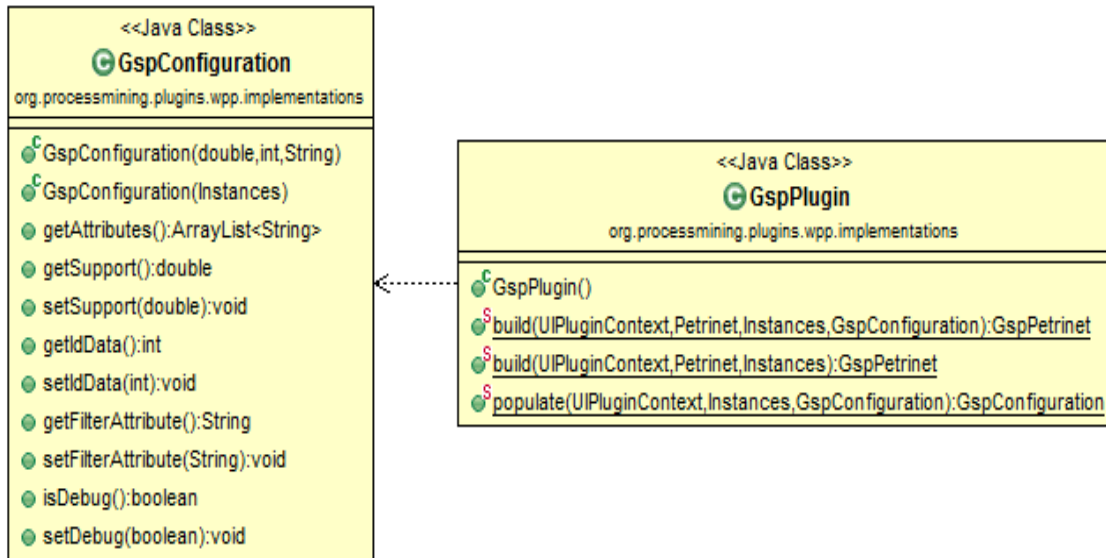 <<Java Class>>
GspConfiguration
org.processmining.plugins.wpp.implementations
GspConfiguration(double,int,String)
GspConfiguration(Instances)
getAttributes():ArrayList<String>
getSupport():double
setSupport(double):void
getIdData():int
setIdData(int):void
getFilterAttribute():String
setFilterAttribute(String):void
isDebug():boolean
setDebug(boolean):void
<<Java Class>>
GspPlugin
org.processmining.plugins.wpp.implementations
GspPlugin()
build(UIPluginContext,Petrinet,Instances,GspConfiguration):GspPetrinet
build(UIPluginContext,Petrinet,Instances):GspPetrinet
populate(UIPluginContext,Instances,GspConfiguration):GspConfiguration